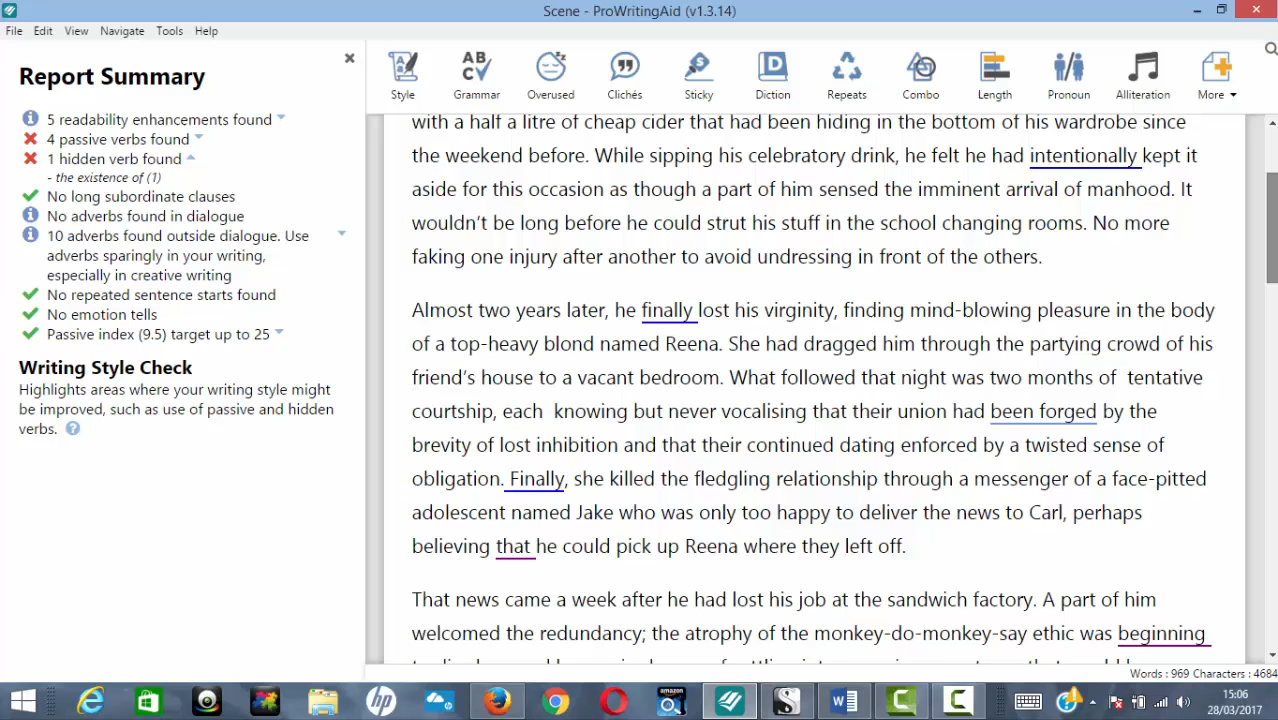 Scene - ProWritingAid (v1.3.14)
File Edit View Navigate Tools Help
Report Summary
5 readability enhancements found
4 passive verbs found
1 hidden verb found
- the existence of (1)
No long subordinate clauses
No adverbs found in dialogue
10 adverbs found outside dialogue. Use
adverbs sparingly in your writing,
especially in creative writing
No repeated sentence starts found
No emotion tells
Passive index (9.5) target up to 25
Writing Style Check
Highlights areas where your writing style might
be improved, such as use of passive and hidden
verbs.
Style Grammar Overused Clichés Sticky Diction Repeats Combo Length Pronoun Alliteration More
with a half a litre of cheap cider that had been hiding in the bottom of his wardrobe since
the weekend before. While sipping his celebratory drink, he felt he had intentionally kept it
aside for this occasion as though a part of him sensed the imminent arrival of manhood. It
wouldn't be long before he could strut his stuff in the school changing rooms. No more
faking one injury after another to avoid undressing in front of the others.
Almost two years later, he finally lost his virginity, finding mind-blowing pleasure in the body
of a top-heavy blond named Reena. She had dragged him through the partying crowd of his
friend's house to a vacant bedroom. What followed that night was two months of tentative
courtship, each knowing but never vocalising that their union had been forged by the
brevity of lost inhibition and that their continued dating enforced by a twisted sense of
obligation. Finally, she killed the fledgling relationship through a messenger of a face-pitted
adolescent named Jake who was only too happy to deliver the news to Carl, perhaps
believing that he could pick up Reena where they left off.
That news came a week after he had lost his job at the sandwich factory. A part of him
welcomed the redundancy; the atrophy of the monkey-do-monkey-say ethic was beginning
Words : 969 Characters : 4684
15:06
28/03/2017